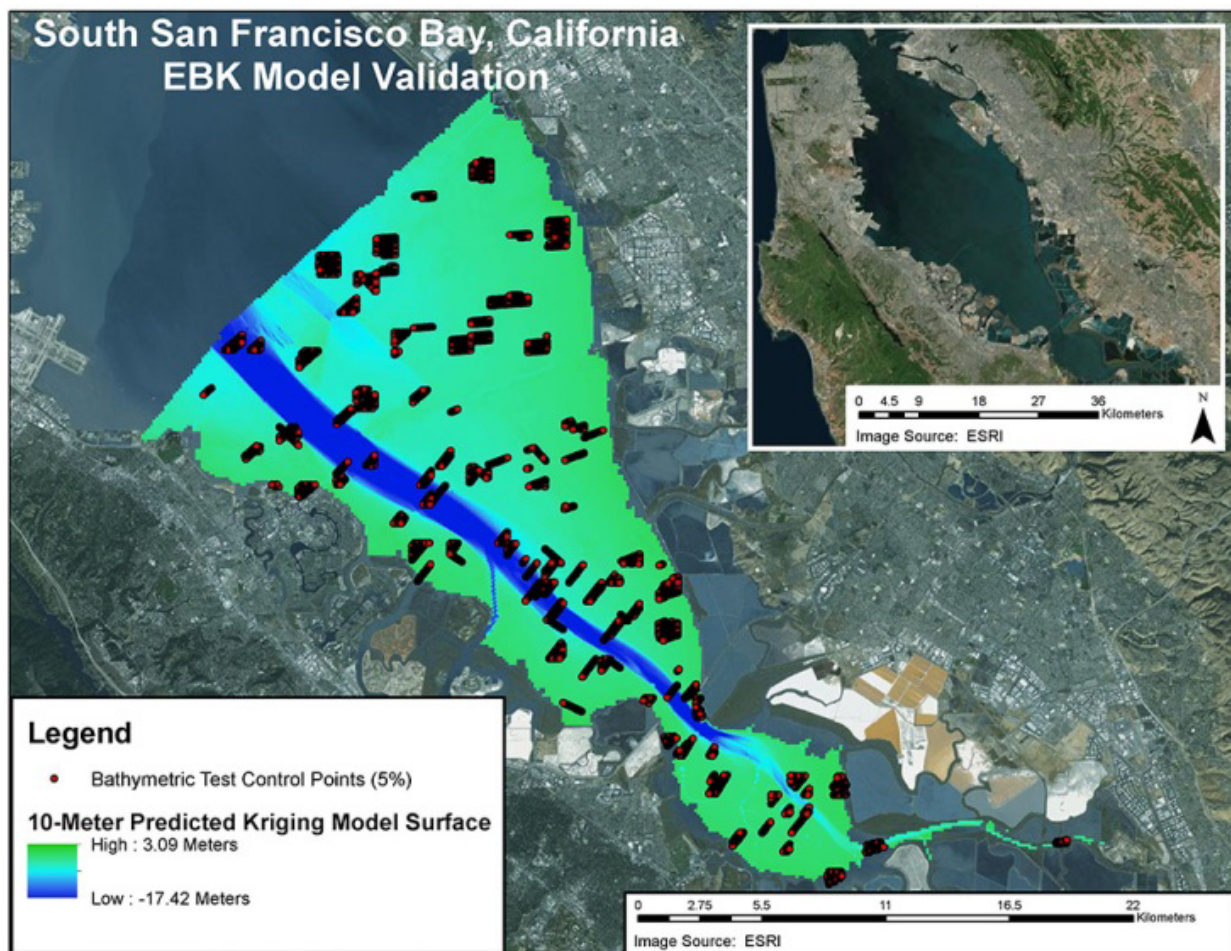 South San Francisco Bay, California
EBK Model Validation
0 4.5 9 18 27 36
Kilometers
Image Source: ESRI
N
Legend
Bathymetric Test Control Points (5%)
10-Meter Predicted Kriging Model Surface
High : 3.09 Meters
Low : -17.42 Meters
0 2.75 5.5 11 16.5 22
Kilometers
Image Source: ESRI